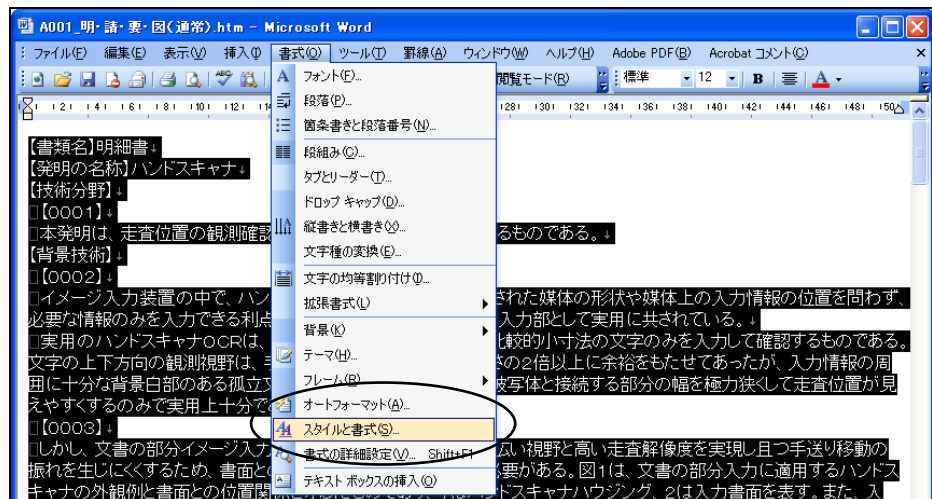 A001_明・請・要・図(通常).htm - Microsoft Word
ファイル(F) 編集(E) 表示(V) 挿入(I) 書式(O) ツール(T) 罫線(A) ウィンドウ(W) ヘルプ(H) Adobe PDF(B) Acrobat コメント(C)
閲覧モード(R) 標準 12 B A
2 4 6 8 10 12 28 30 32 34 36 38 40 42 44 46 48 50
フォント(F)...
段落(P)...
箇条書きと段落番号(N)...
段組み(C)...
タブとリーダー(T)...
ドロップ キャップ(D)...
縦書きと横書き(X)...
文字種の変換(E)...
文字の均等割り付け(I)...
拡張書式(L)
背景(K)
テーマ(H)...
フレーム(R)
オートフォーマット(A)...
スタイルと書式(S)...
書式の詳細設定(V)... Shift+F1
テキスト ボックスの挿入(O)
【書類名】明細書↓
【発明の名称】ハンドスキャナ↓
【技術分野】↓
【0001】↓
本発明は、走査位置の観測確認 るものである。↓
【背景技術】↓
【0002】↓
イメージ入力装置の中で、ハン された媒体の形状や媒体上の入力情報の位置を問わず、
必要な情報のみを入力できる利点 入力部として実用に共されている。↓
実用のハンドスキャナOCRは、 比較的小寸法の文字のみを入力して確認するものである。
文字の上下方向の観測視野は、手 さの2倍以上に余裕をもたせてあったが、入力情報の周
囲に十分な背景白部のある孤立文 被写体と接続する部分の幅を極力狭くして走査位置が見
えやすくするのみで実用上十分で
【0003】↓
しかし、文書の部分イメージ入力 広い視野と高い走査解像度を実現し且つ手送り移動の
振れを生じにくくするため、書面と 必要がある。図1は、文書の部分入力に適用するハンドス
キャナの外観例と書面との位置関 ハンドスキャナハウジング、2は入力書面を表す。また、入